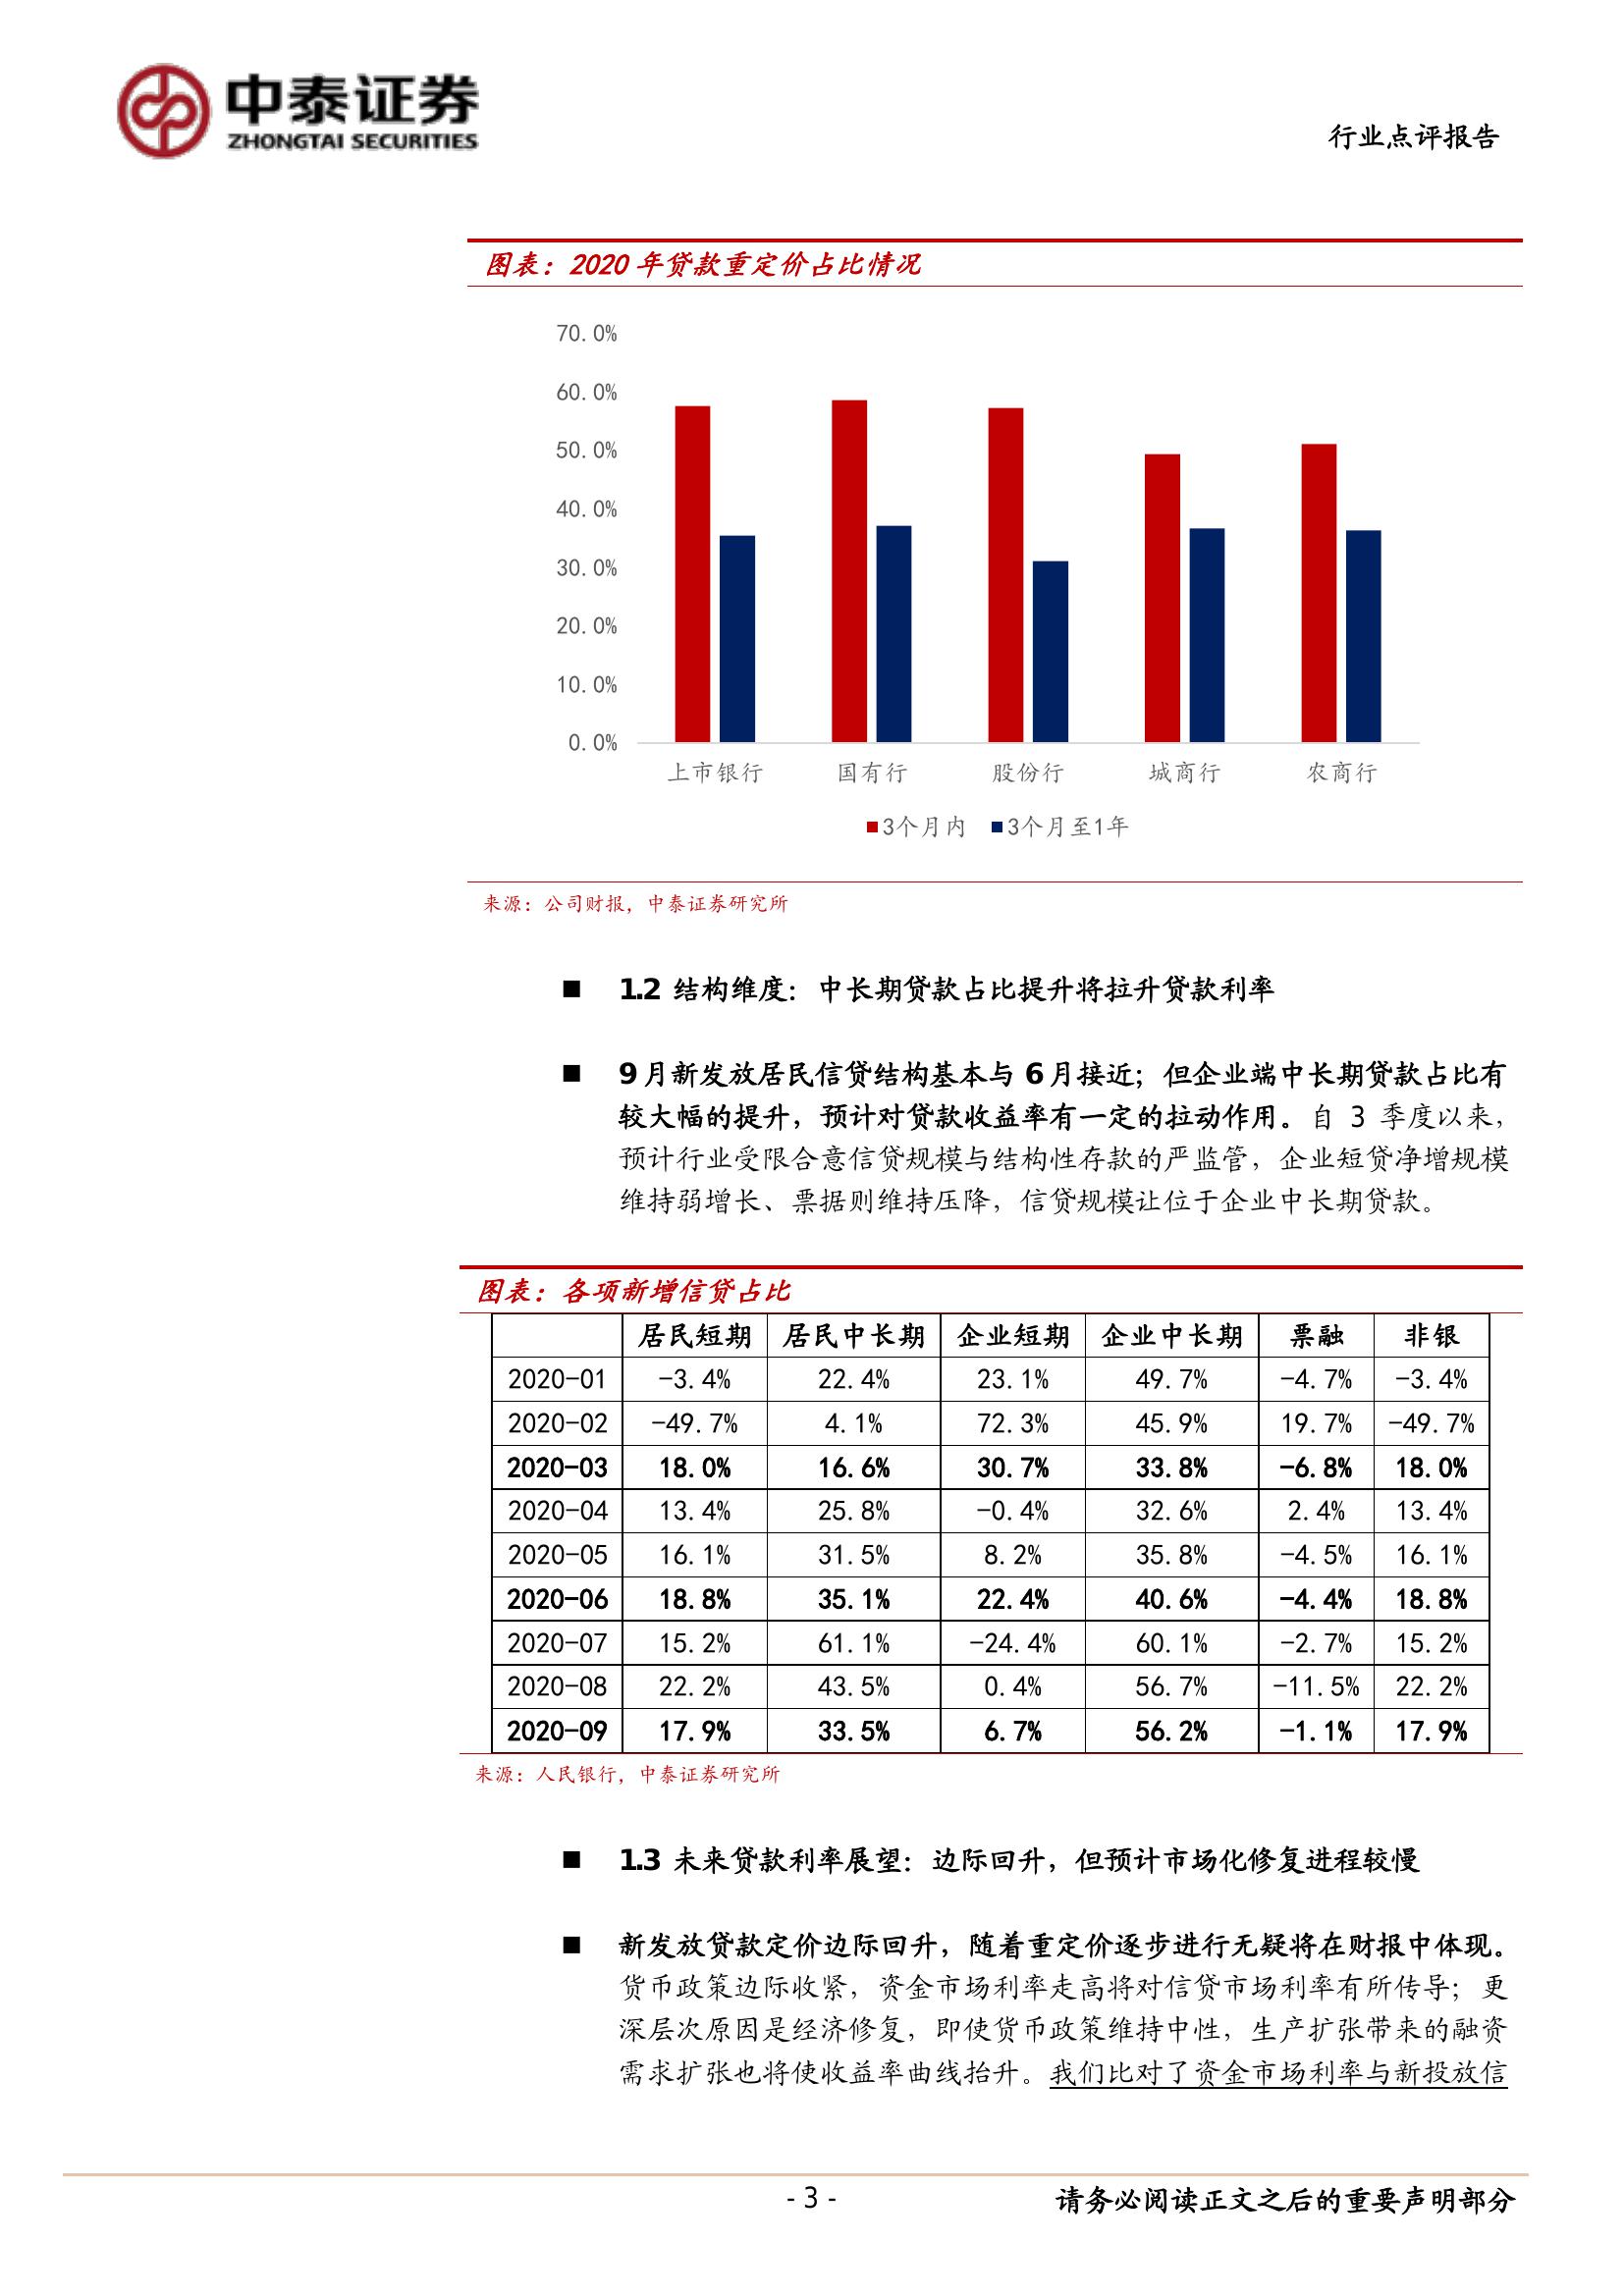 中泰证券
ZHONGTAI SECURITIES
行业点评报告
图表：2020 年贷款重定价占比情况
70.0%
60.0%
50.0%
40.0%
30.0%
20.0%
10.0%
0.0%
上市银行 国有行 股份行 城商行 农商行
3个月内 3个月至1年
来源：公司财报，中泰证券研究所
■ 1.2 结构维度：中长期贷款占比提升将拉升贷款利率
■ 9 月新发放居民信贷结构基本与 6 月接近；但企业端中长期贷款占比有
较大幅的提升，预计对贷款收益率有一定的拉动作用。自 3 季度以来，
预计行业受限合意信贷规模与结构性存款的严监管，企业短贷净增规模
维持弱增长、票据则维持压降，信贷规模让位于企业中长期贷款。
图表：各项新增信贷占比
居民短期 居民中长期 企业短期 企业中长期 票融 非银
2020-01 -3.4% 22.4% 23.1% 49.7% -4.7% -3.4%
2020-02 -49.7% 4.1% 72.3% 45.9% 19.7% -49.7%
2020-03 18.0% 16.6% 30.7% 33.8% -6.8% 18.0%
2020-04 13.4% 25.8% -0.4% 32.6% 2.4% 13.4%
2020-05 16.1% 31.5% 8.2% 35.8% -4.5% 16.1%
2020-06 18.8% 35.1% 22.4% 40.6% -4.4% 18.8%
2020-07 15.2% 61.1% -24.4% 60.1% -2.7% 15.2%
2020-08 22.2% 43.5% 0.4% 56.7% -11.5% 22.2%
2020-09 17.9% 33.5% 6.7% 56.2% -1.1% 17.9%
来源：人民银行，中泰证券研究所
■ 1.3 未来贷款利率展望：边际回升，但预计市场化修复进程较慢
■ 新发放贷款定价边际回升，随着重定价逐步进行无疑将在财报中体现。
货币政策边际收紧，资金市场利率走高将对信贷市场利率有所传导；更
深层次原因是经济修复，即使货币政策维持中性，生产扩张带来的融资
需求扩张也将使收益率曲线抬升。我们比对了资金市场利率与新投放信
- 3 -
请务必阅读正文之后的重要声明部分